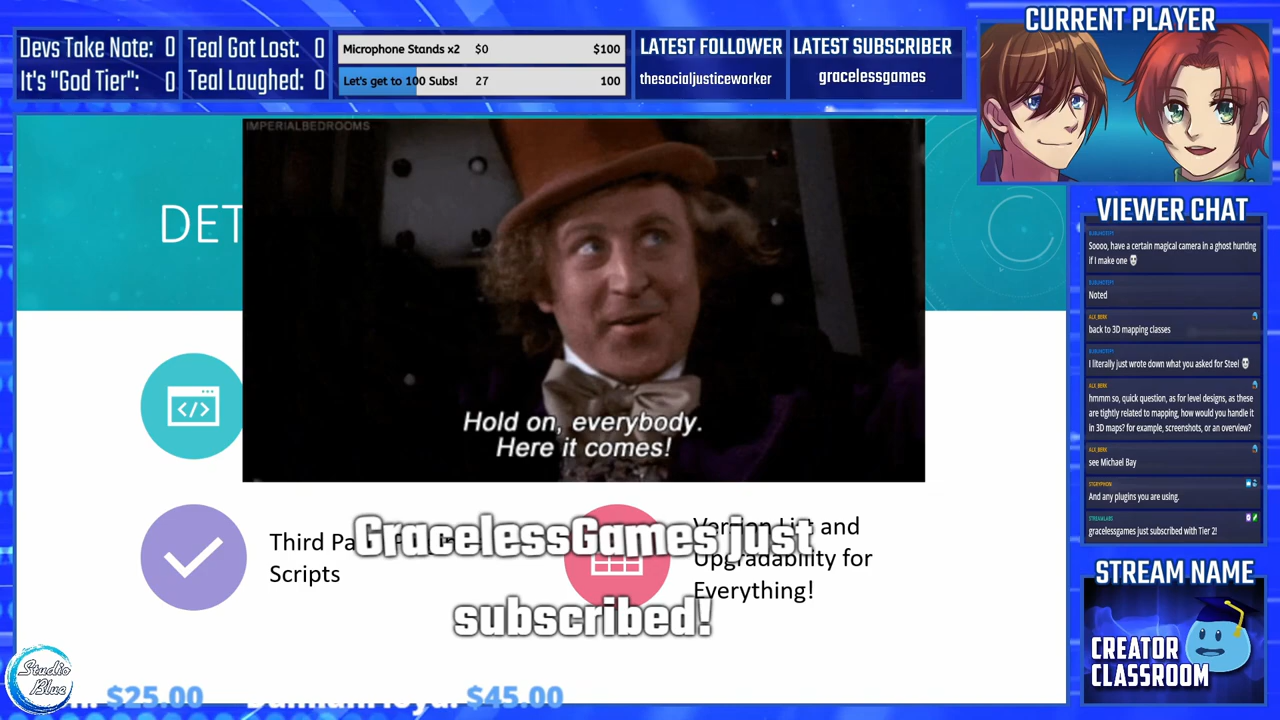 CURRENT PLAYER
Devs Take Note: 0
It's "God Tier": 0
Teal Got Lost: 0
Teal Laughed: 0
Microphone Stands x2 $0 $100
Let's get to 100 Subs! 27 100
LATEST FOLLOWER
thesocialjusticeworker
LATEST SUBSCRIBER
gracelessgames
IMPERIALBEDROOMS
DET
Hold on, everybody.
Here it comes!
GracelessGames just
subscribed!
Third Pa
Scripts
and
Upgradability for
Everything!
$25.00
$45.00
Studio
Blue
VIEWER CHAT
Soooo, have a certain magical camera in a ghost hunting
if I make one
Noted
ALX_BERK
back to 3D mapping classes
I literally just wrote down what you asked for Steel
ALX_BERK
hmmm so, quick question, as for level designs, as these
are tightly related to mapping, how would you handle it
in 3D maps? for example, screenshots, or an overview?
ALX_BERK
see Michael Bay
STGRYPHON
And any plugins you are using.
STREAMLABS
gracelessgames just subscribed with Tier 2!
STREAM NAME
CREATOR
CLASSROOM